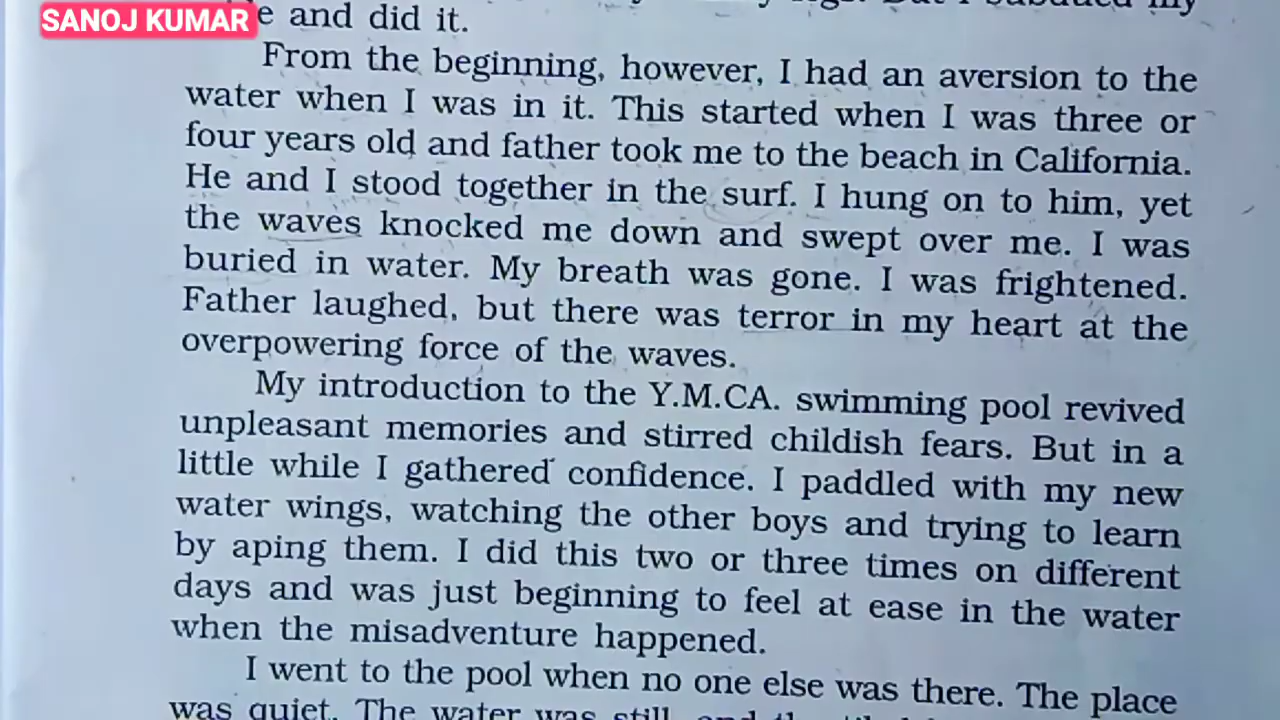 SANOJ KUMAR
e and did it.
From the beginning, however, I had an aversion to the
water when I was in it. This started when I was three or
four years old and father took me to the beach in California.
He and I stood together in the surf. I hung on to him, yet
the waves knocked me down and swept over me. I was
buried in water. My breath was gone. I was frightened.
Father laughed, but there was terror in my heart at the
overpowering force of the waves.
My introduction to the Y.M.CA. swimming pool revived
unpleasant memories and stirred childish fears. But in a
little while I gathered confidence. I paddled with my new
water wings, watching the other boys and trying to learn
by aping them. I did this two or three times on different
days and was just beginning to feel at ease in the water
when the misadventure happened.
I went to the pool when no one else was there. The place
was quiet. The water was still, and the